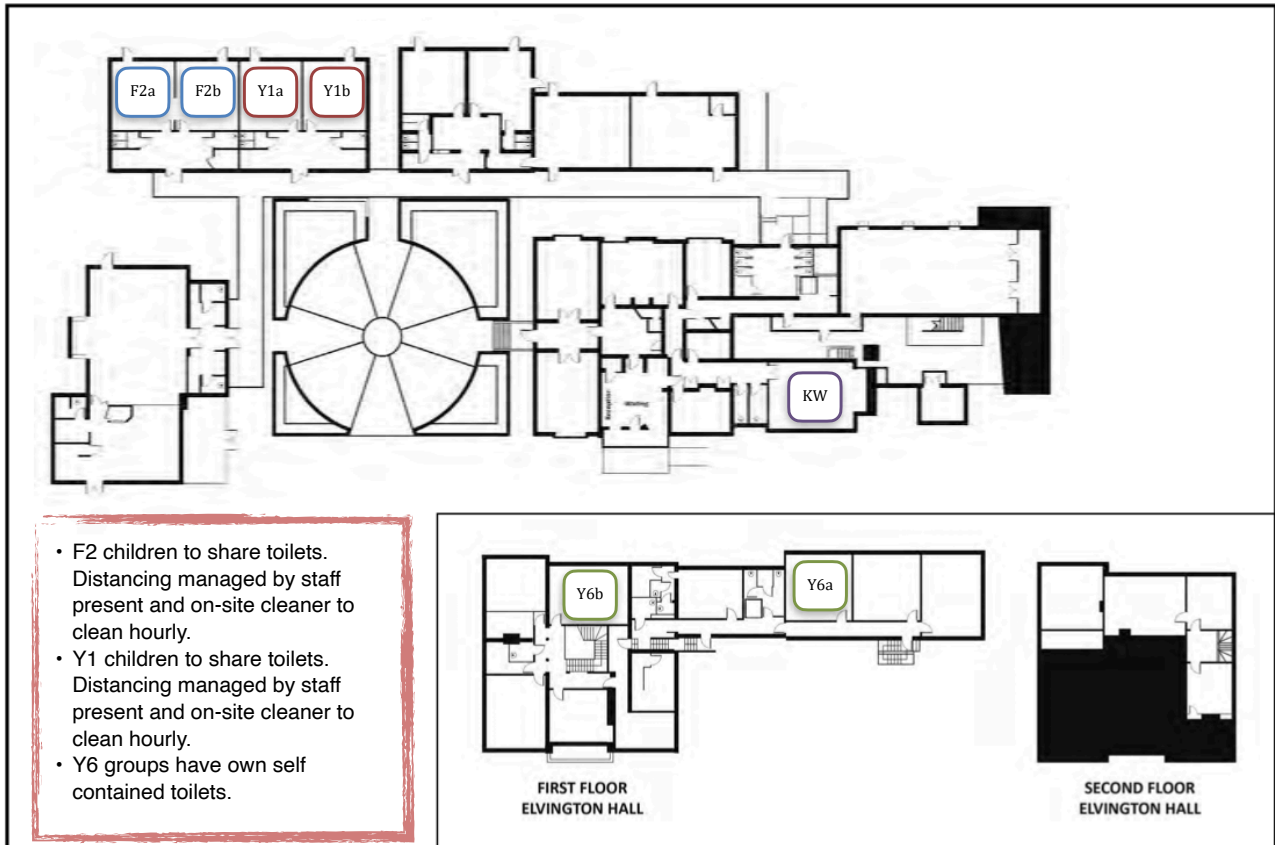 F2a
F2b
Y1a
Y1b
Reception
Waiting
KW
• F2 children to share toilets.
Distancing managed by staff
present and on-site cleaner to
clean hourly.
• Y1 children to share toilets.
Distancing managed by staff
present and on-site cleaner to
clean hourly.
• Y6 groups have own self
contained toilets.
Y6b
Y6a
FIRST FLOOR
ELVINGTON HALL
SECOND FLOOR
ELVINGTON HALL